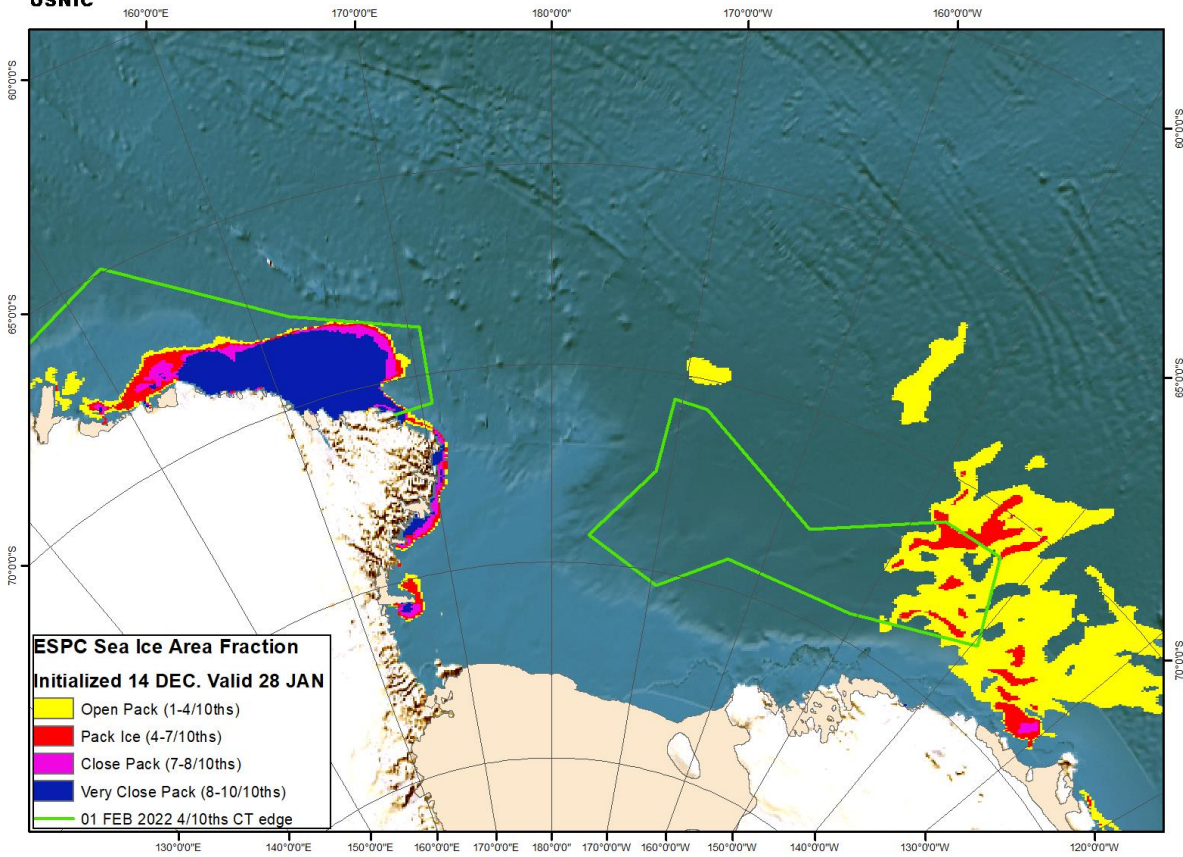 USNIC
160°0'0"E 170°0'0"E 180°0'0" 170°0'0"W 160°0'0"W
60°0'0"S
60°0'0"S
65°0'0"S
65°0'0"S
70°0'0"S
70°0'0"S
ESPC Sea Ice Area Fraction
Initialized 14 DEC. Valid 28 JAN
Open Pack (1-4/10ths)
Pack Ice (4-7/10ths)
Close Pack (7-8/10ths)
Very Close Pack (8-10/10ths)
01 FEB 2022 4/10ths CT edge
130°0'0"E 140°0'0"E 150°0'0"E 160°0'0"E 170°0'0"E 180°0'0" 170°0'0"W 160°0'0"W 150°0'0"W 140°0'0"W 130°0'0"W 120°0'0"W